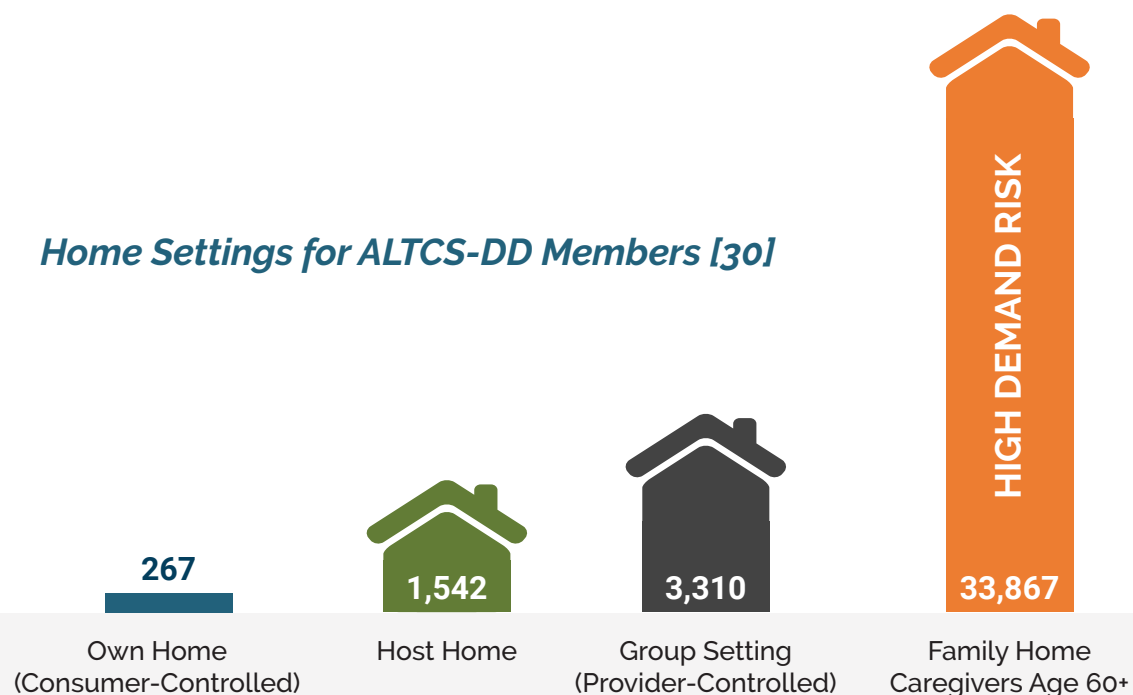 HIGH DEMAND RISK
Home Settings for ALTCS-DD Members [30]
267
1,542
3,310
33,867
Own Home
(Consumer-Controlled)
Host Home
Group Setting
(Provider-Controlled)
Family Home
Caregivers Age 60+